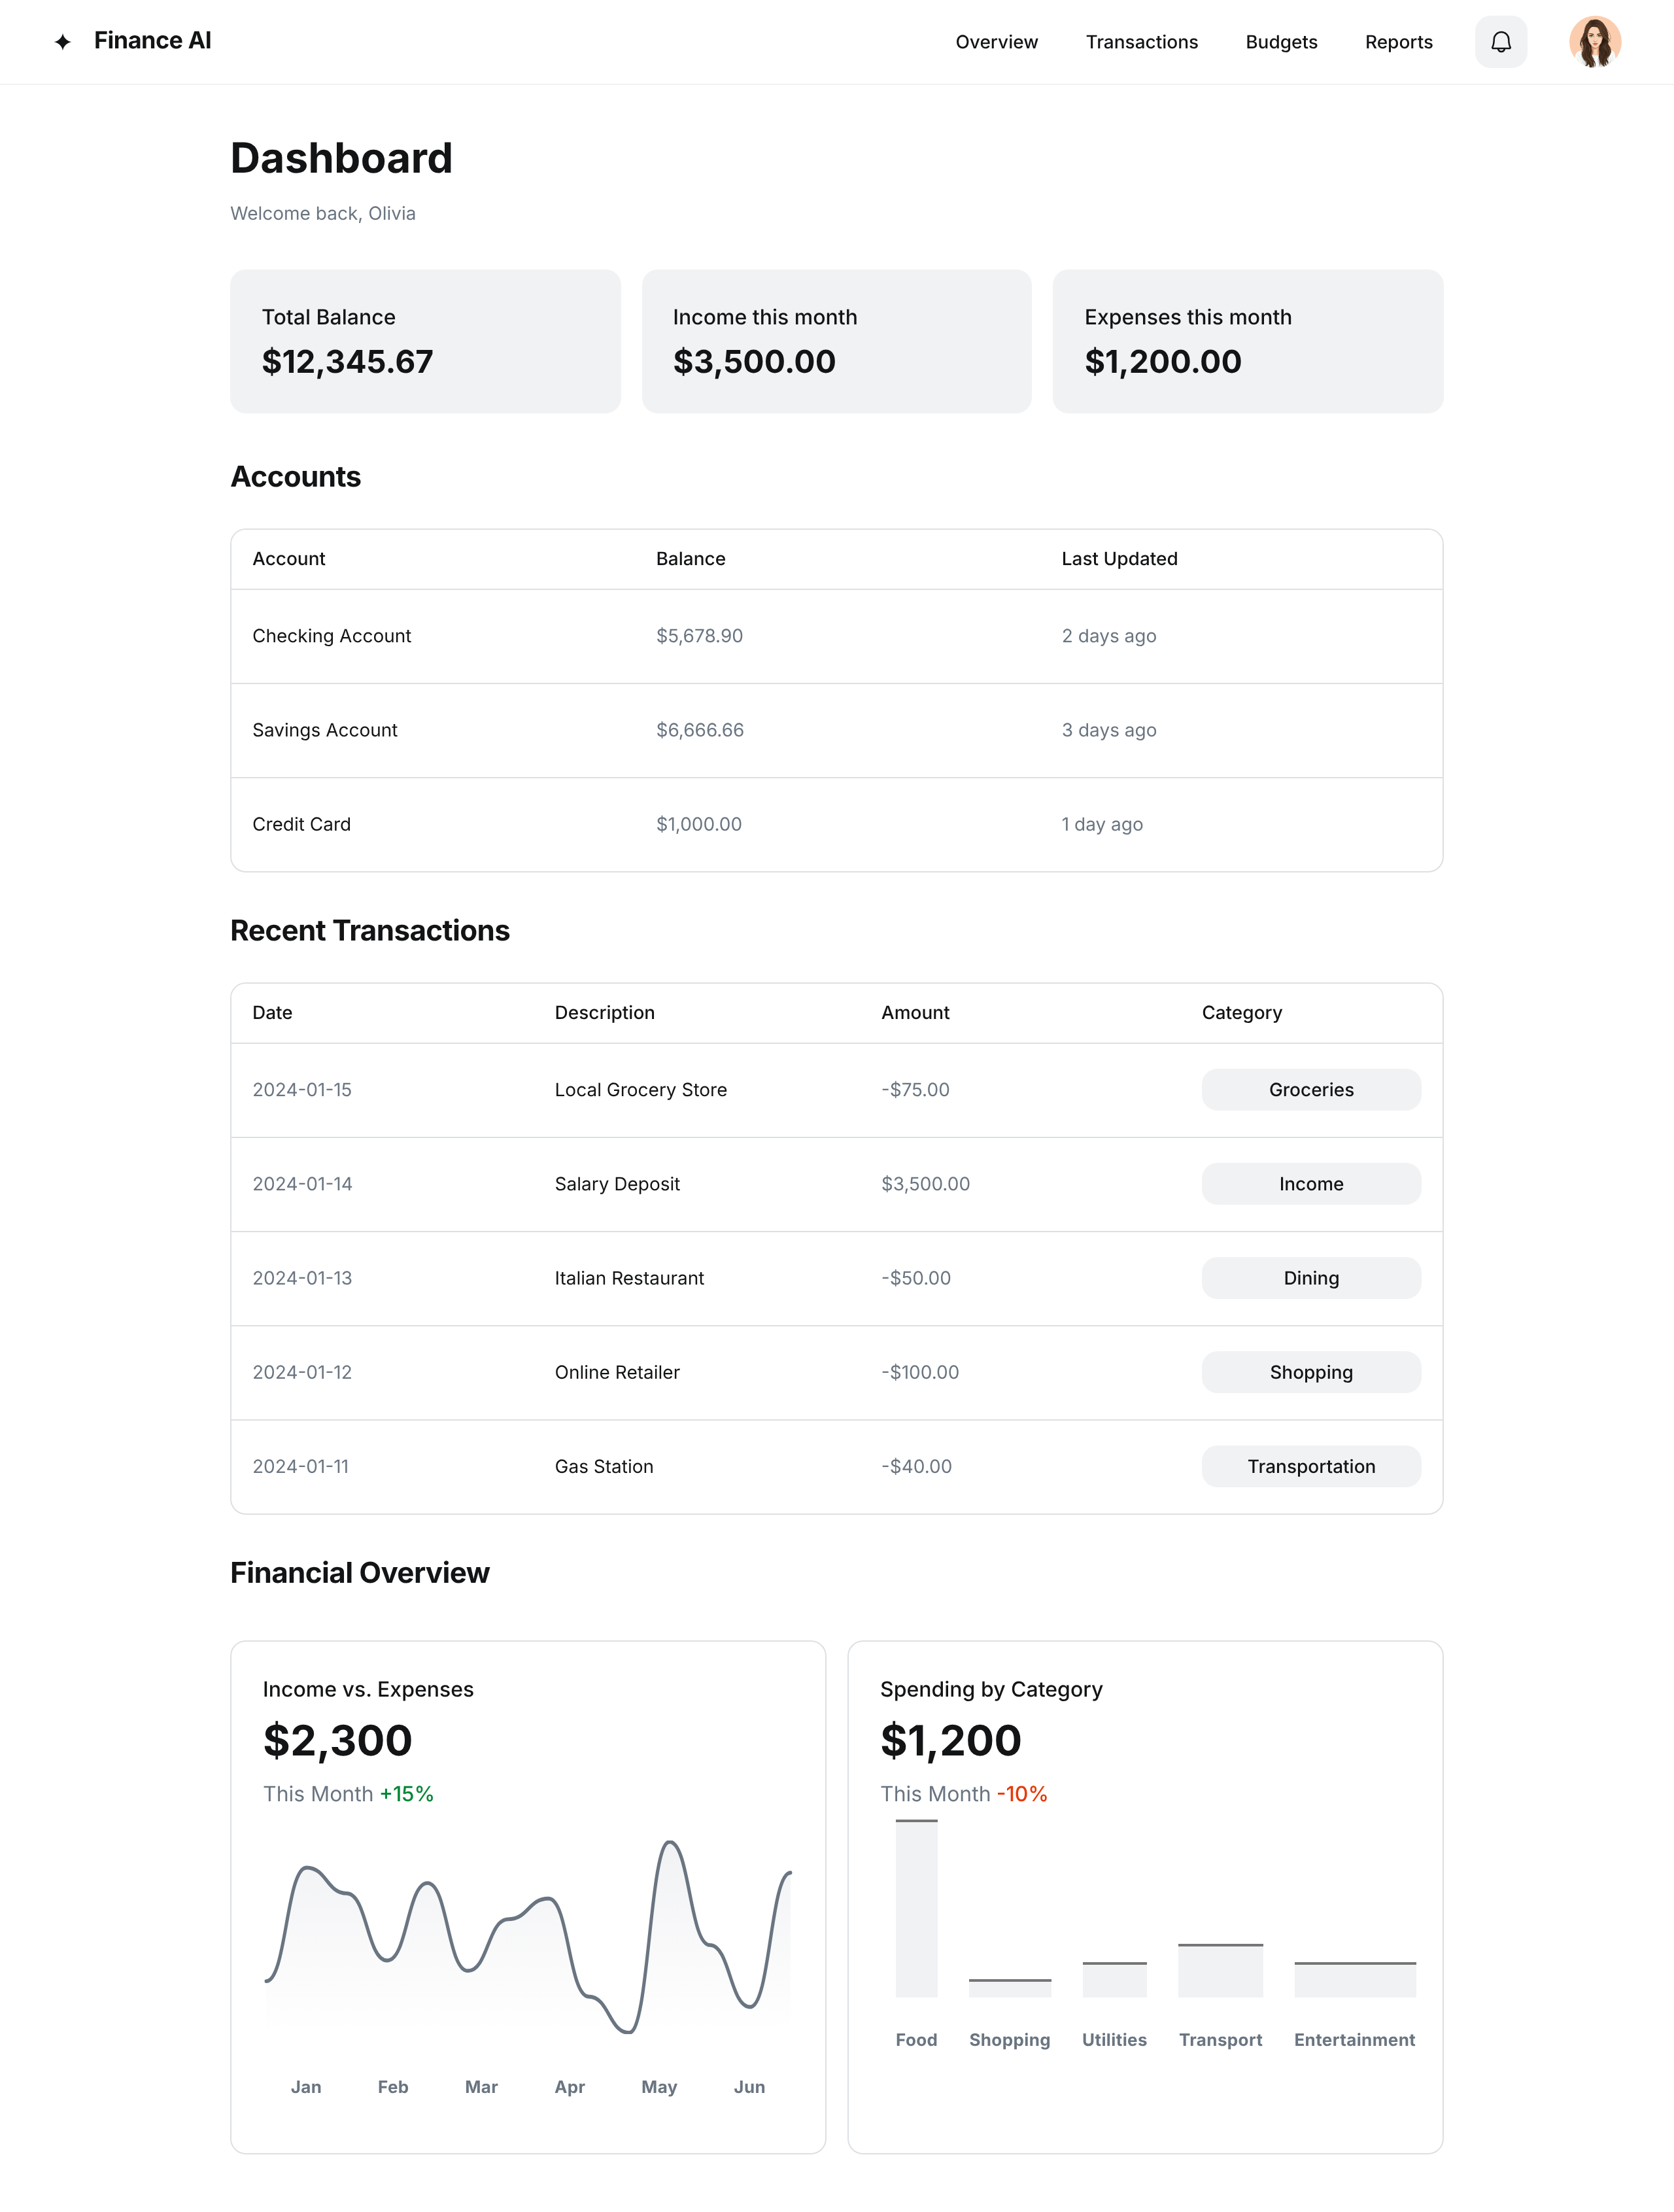 Finance AI
Overview Transactions Budgets Reports
Dashboard
Welcome back, Olivia
Total Balance
$12,345.67
Income this month
$3,500.00
Expenses this month
$1,200.00
Accounts
Account Balance Last Updated
Checking Account $5,678.90 2 days ago
Savings Account $6,666.66 3 days ago
Credit Card $1,000.00 1 day ago
Recent Transactions
Date Description Amount Category
2024-01-15 Local Grocery Store -$75.00 Groceries
2024-01-14 Salary Deposit $3,500.00 Income
2024-01-13 Italian Restaurant -$50.00 Dining
2024-01-12 Online Retailer -$100.00 Shopping
2024-01-11 Gas Station -$40.00 Transportation
Financial Overview
Income vs. Expenses
$2,300
This Month +15%
Jan Feb Mar Apr May Jun
Spending by Category
$1,200
This Month -10%
Food Shopping Utilities Transport Entertainment